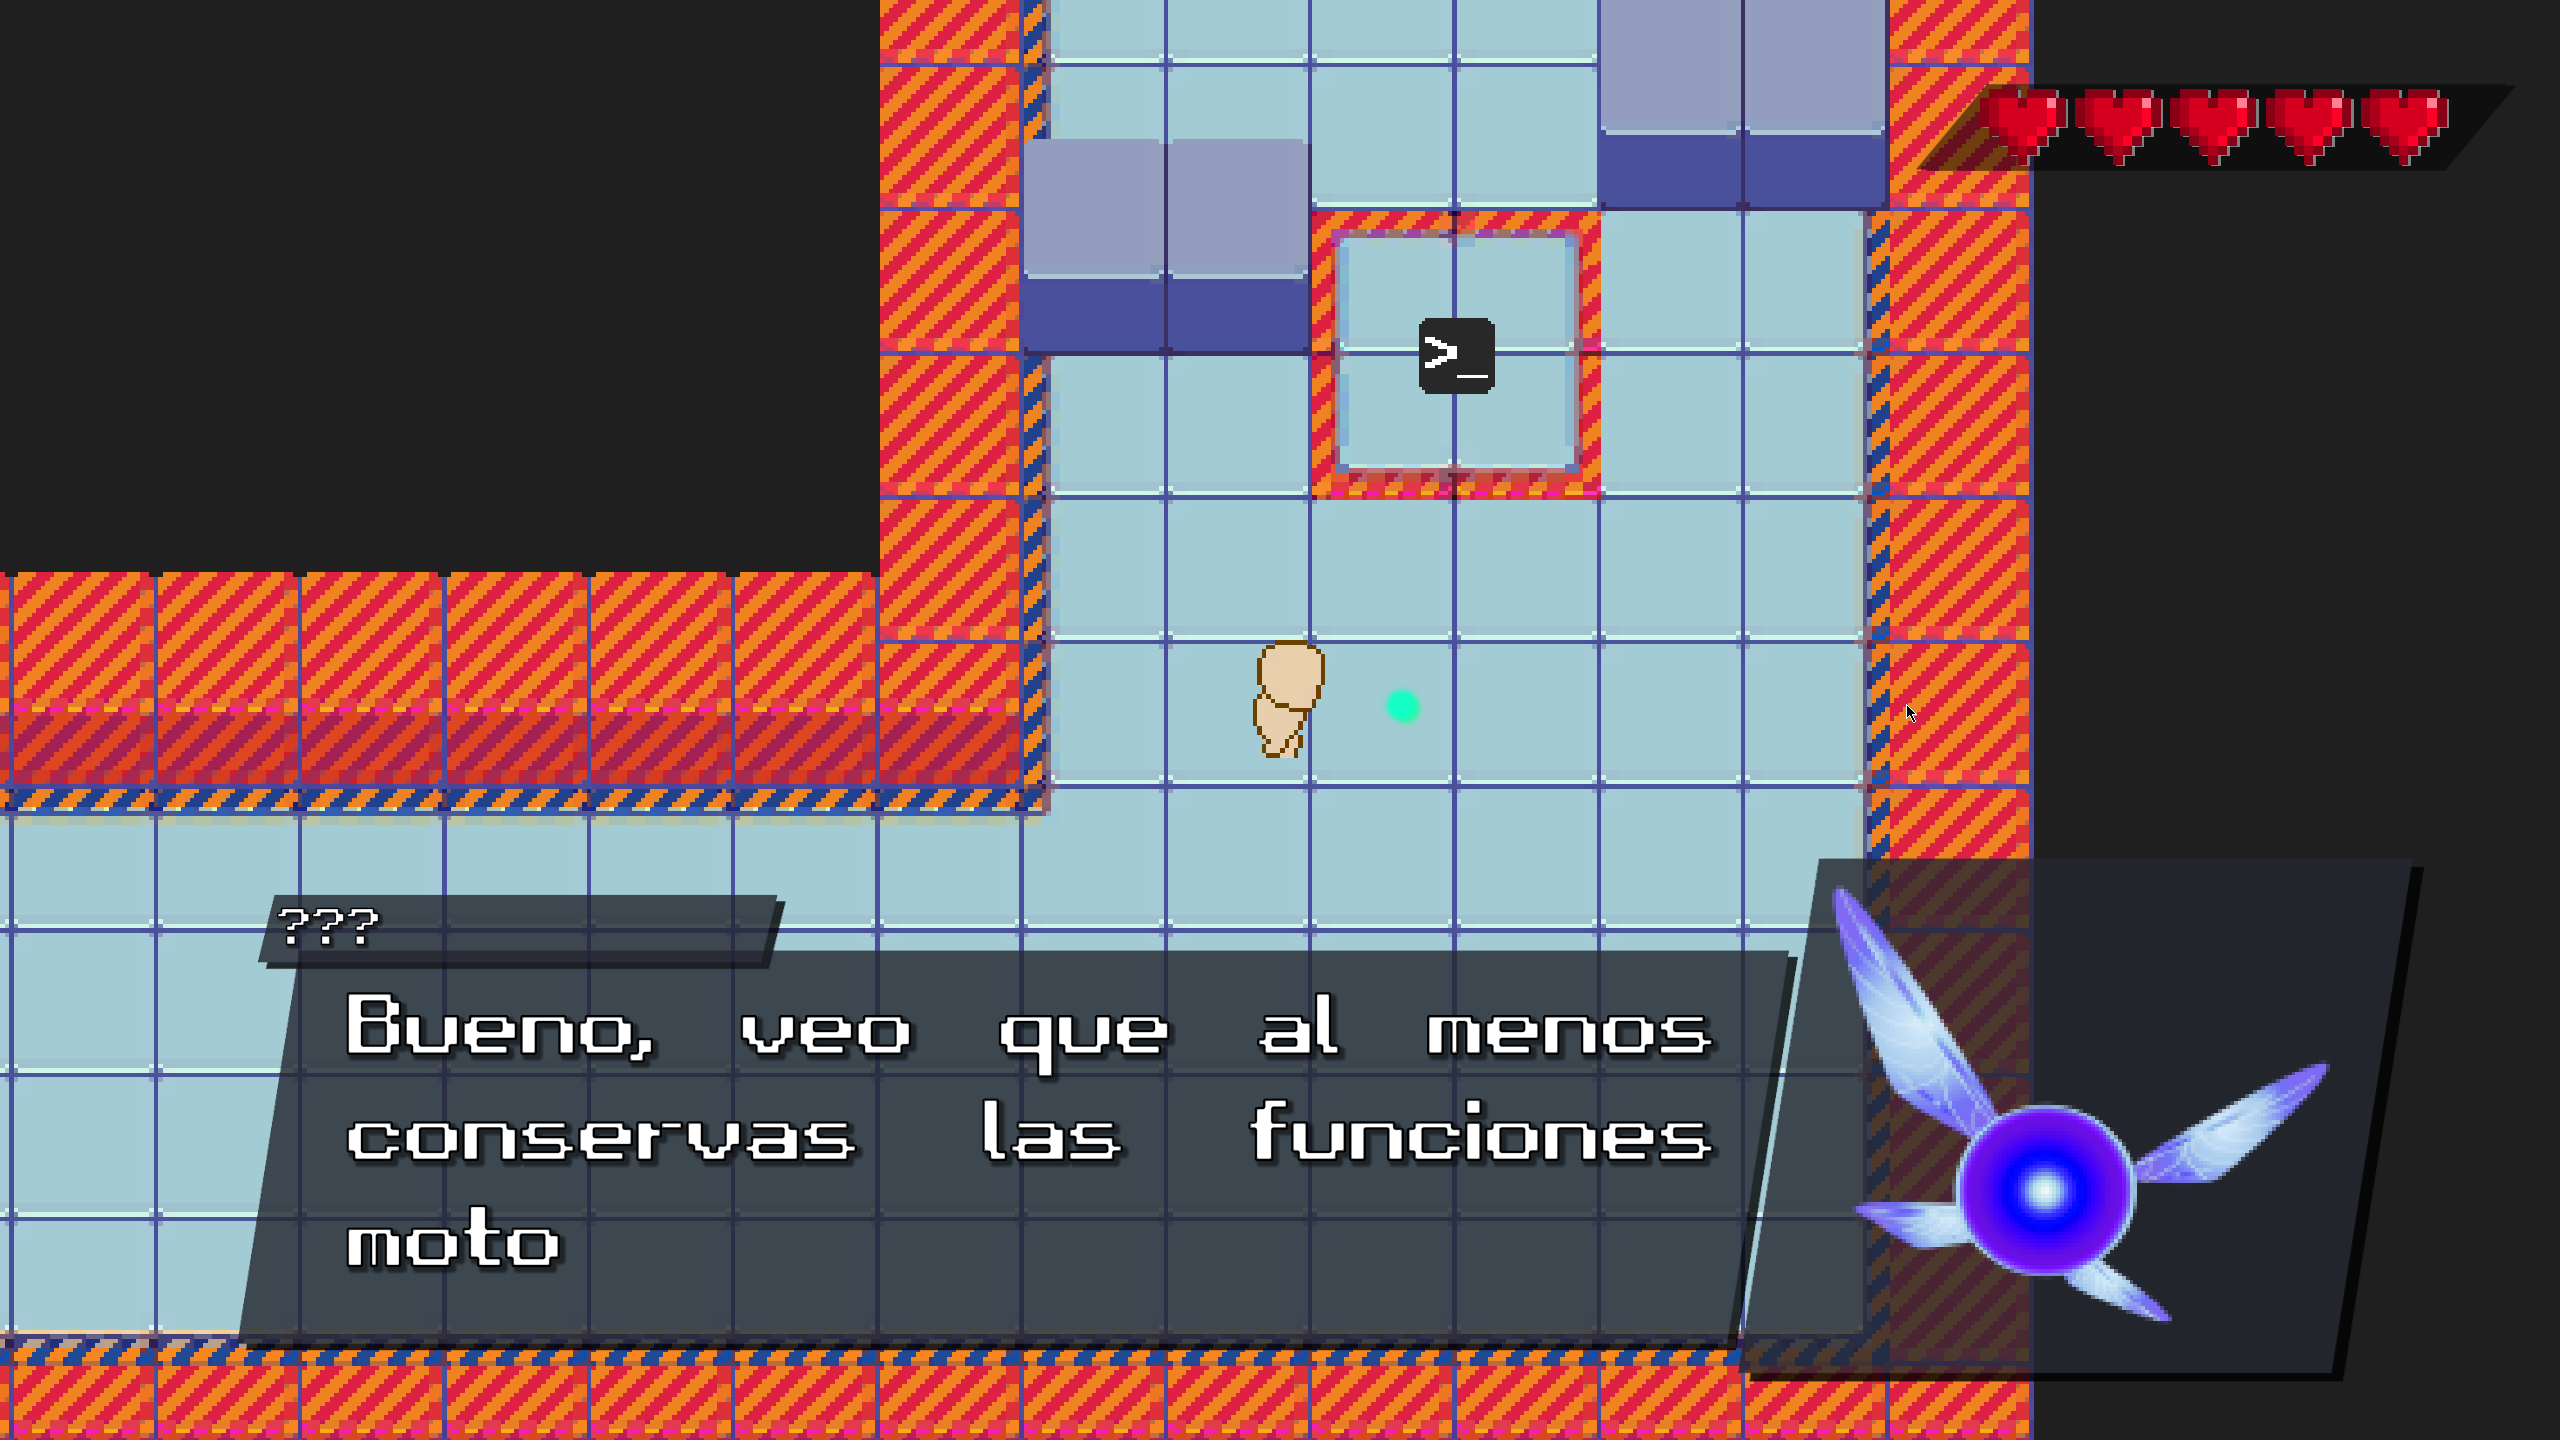 >_
???
Bueno, veo que al menos
conservas las funciones
moto